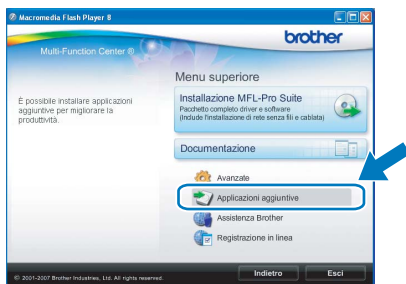 Macromedia Flash Player 8
brother
Multi-Function Center ®
Menu superiore
È possibile installare applicazioni
aggiuntive per migliorare la
produttività.
Installazione MFL-Pro Suite
Pacchetto completo driver e software
(Include l'installazione di rete senza fili e cablata)
Documentazione
Avanzate
Applicazioni aggiuntive
Assistenza Brother
Registrazione in linea
© 2001-2007 Brother Industries, Ltd. All rights reserved.
Indietro
Esci